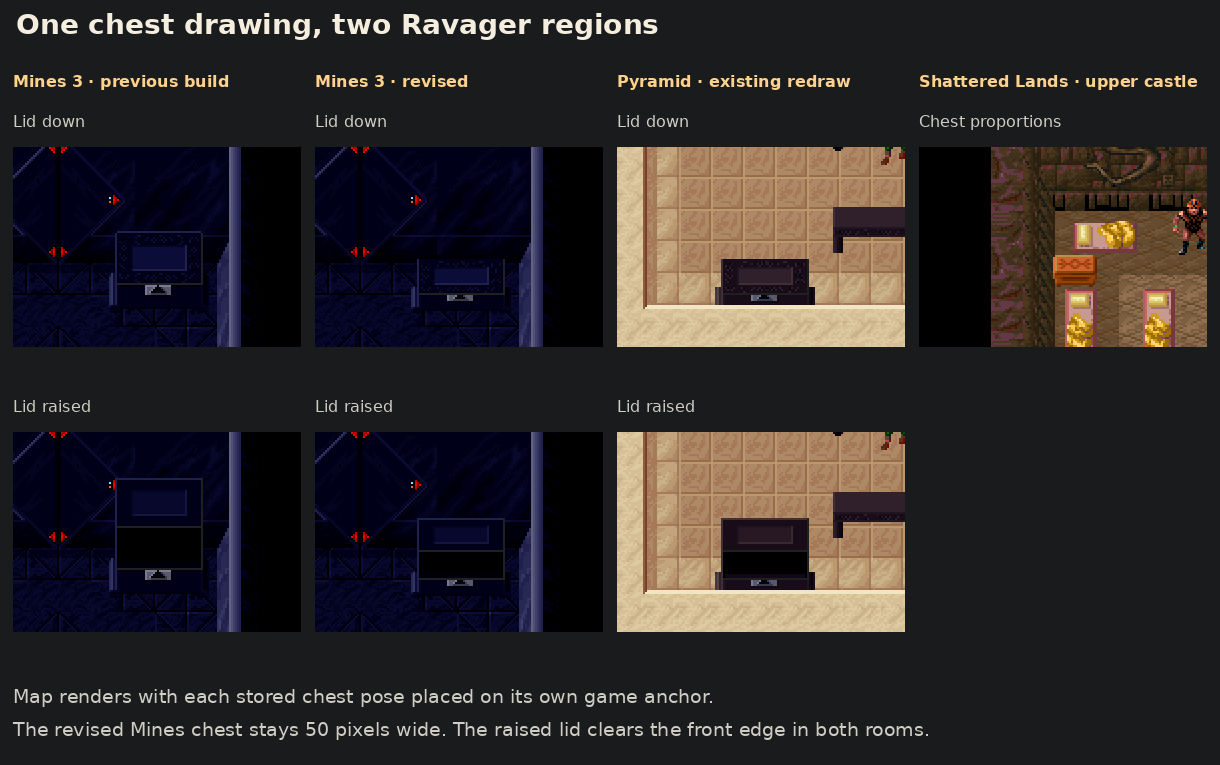 One chest drawing, two Ravager regions
Mines 3 · previous build
Mines 3 · revised
Pyramid · existing redraw
Shattered Lands · upper castle
Lid down
Lid down
Lid down
Chest proportions
Lid raised
Lid raised
Lid raised
Map renders with each stored chest pose placed on its own game anchor.
The revised Mines chest stays 50 pixels wide. The raised lid clears the front edge in both rooms.